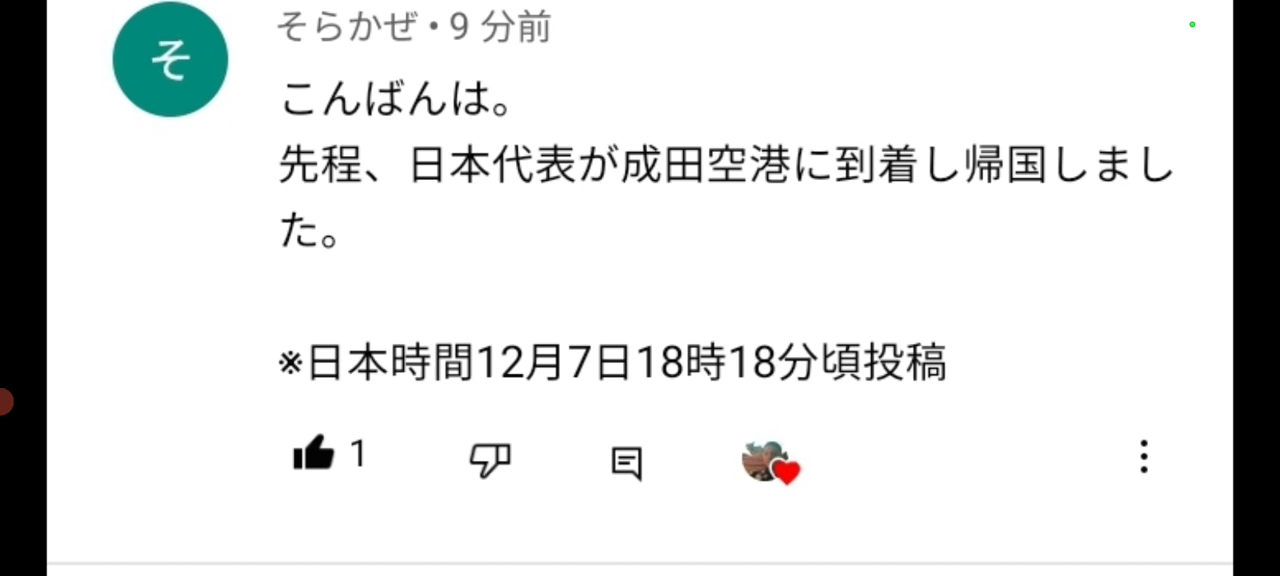 そ
そらかぜ • 9 分前
こんばんは。
先程、日本代表が成田空港に到着し帰国しまし
た。
※日本時間12月7日18時18分頃投稿
1